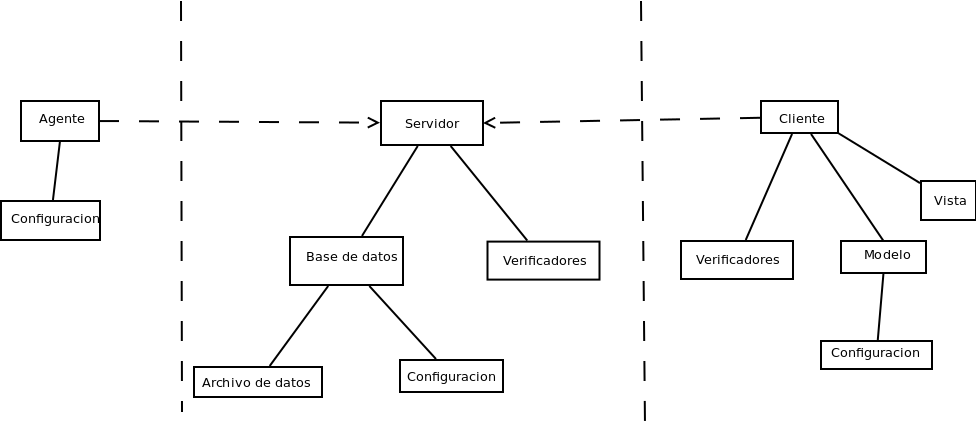 Agente
Servidor
Cliente
Configuracion
Vista
Base de datos
Verificadores
Verificadores
Modelo
Archivo de datos
Configuracion
Configuracion